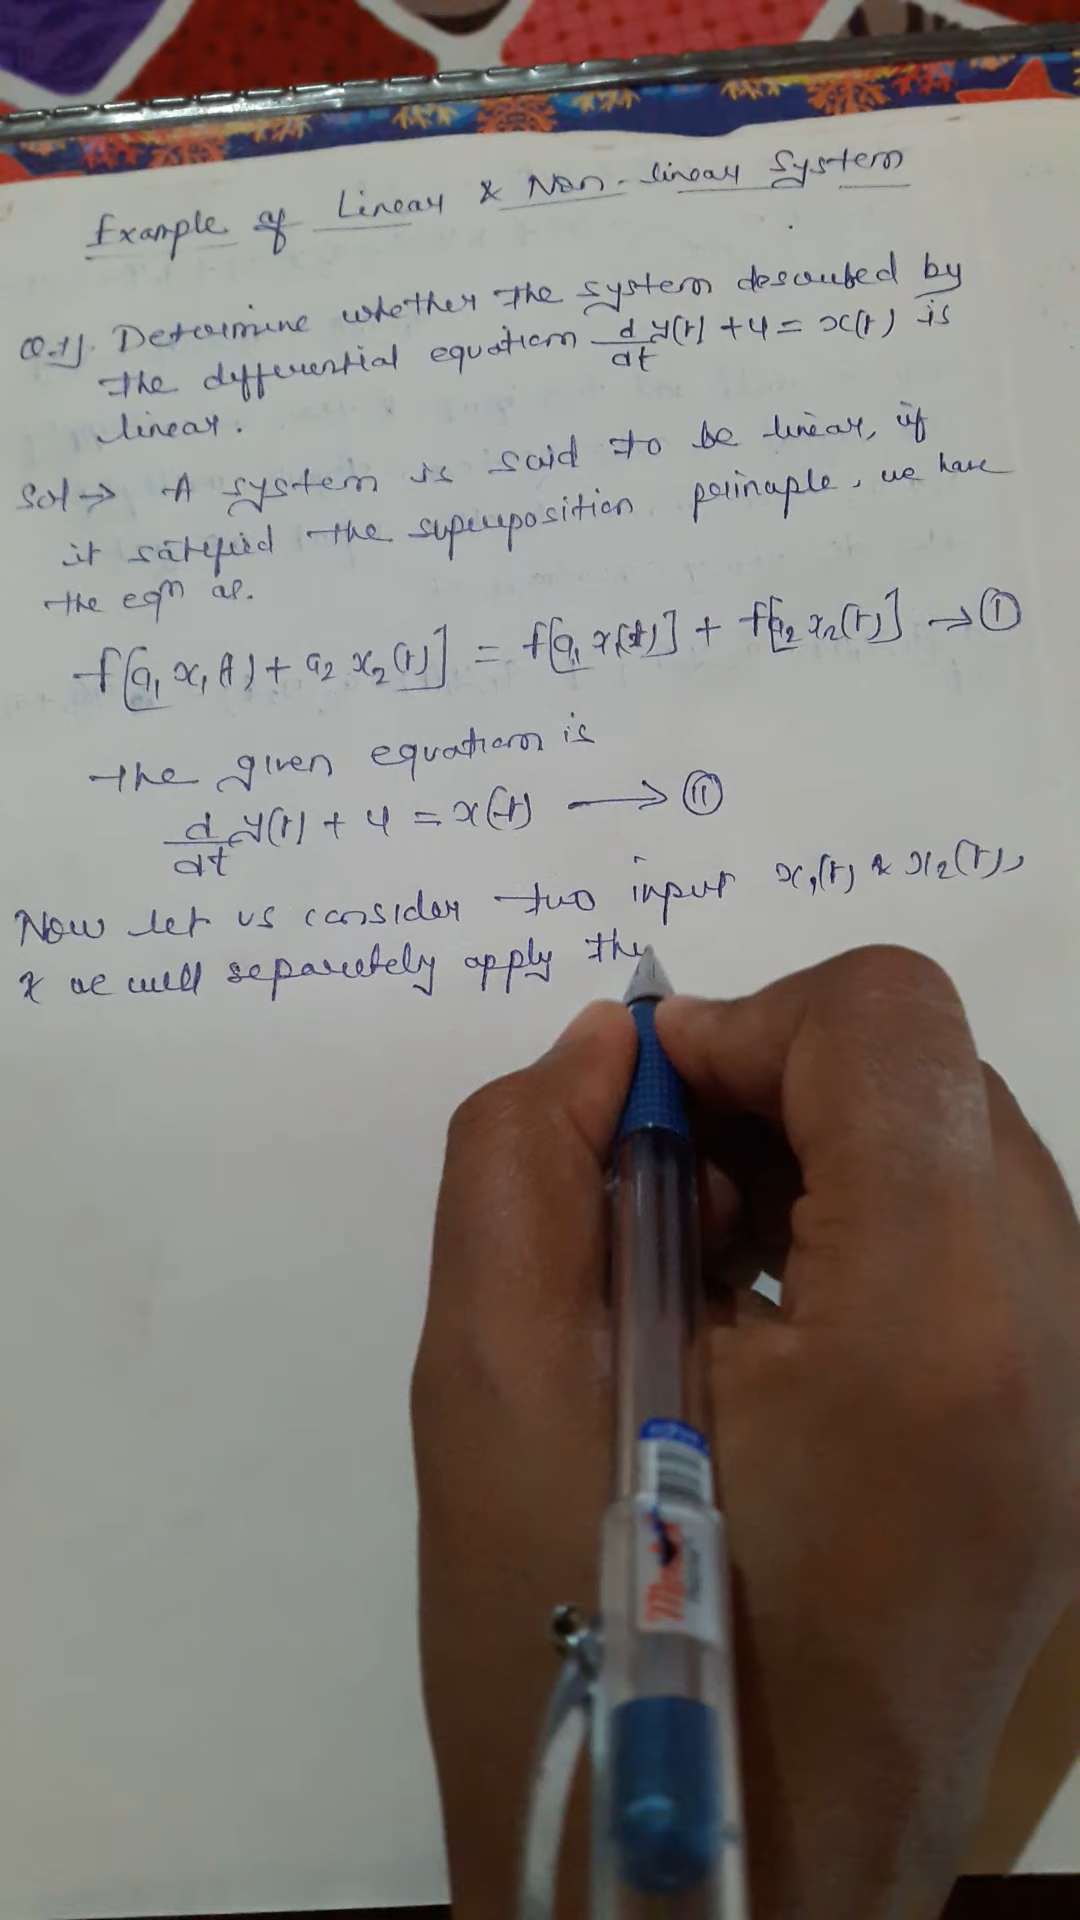 Example of Linear & Non-linear System
Q.1). Determine whether the system described by
the differential equation d/dt y(t) + 4 = x(t) is
linear.
Sol → A system is said to be linear, if
it satisfied the superposition principle, we have
the eqn as.
f[a₁ x₁(t) + a₂ x₂(t)] = f[a₁ x₁(t)] + f[a₂ x₂(t)] → (I)
The given equation is
d/dt y(t) + 4 = x(t) → (II)
Now let us consider two input x₁(t) & x₂(t),
& we will separately apply the